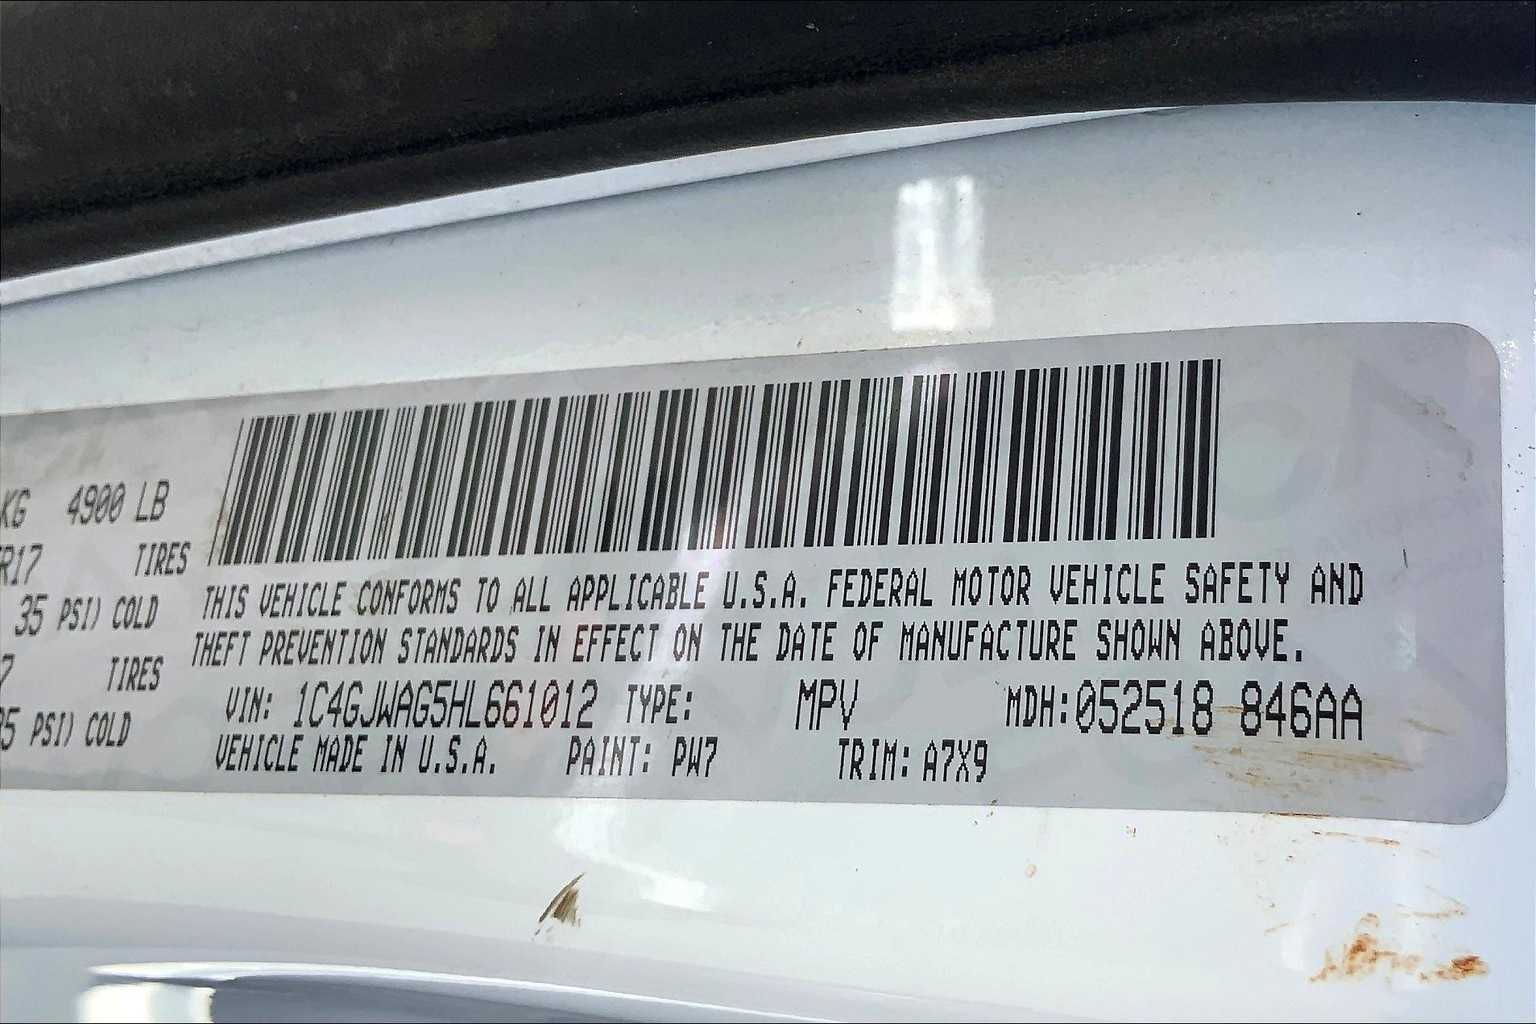 KG 4900 LB
R17 TIRES
35 PSI) COLD
7 TIRES
35 PSI) COLD
THIS VEHICLE CONFORMS TO ALL APPLICABLE U.S.A. FEDERAL MOTOR VEHICLE SAFETY AND
THEFT PREVENTION STANDARDS IN EFFECT ON THE DATE OF MANUFACTURE SHOWN ABOVE.
VIN: 1C4GJWAG5HL661012 TYPE: MPV MDH:052518 846AA
VEHICLE MADE IN U.S.A. PAINT: PW7 TRIM: A7X9